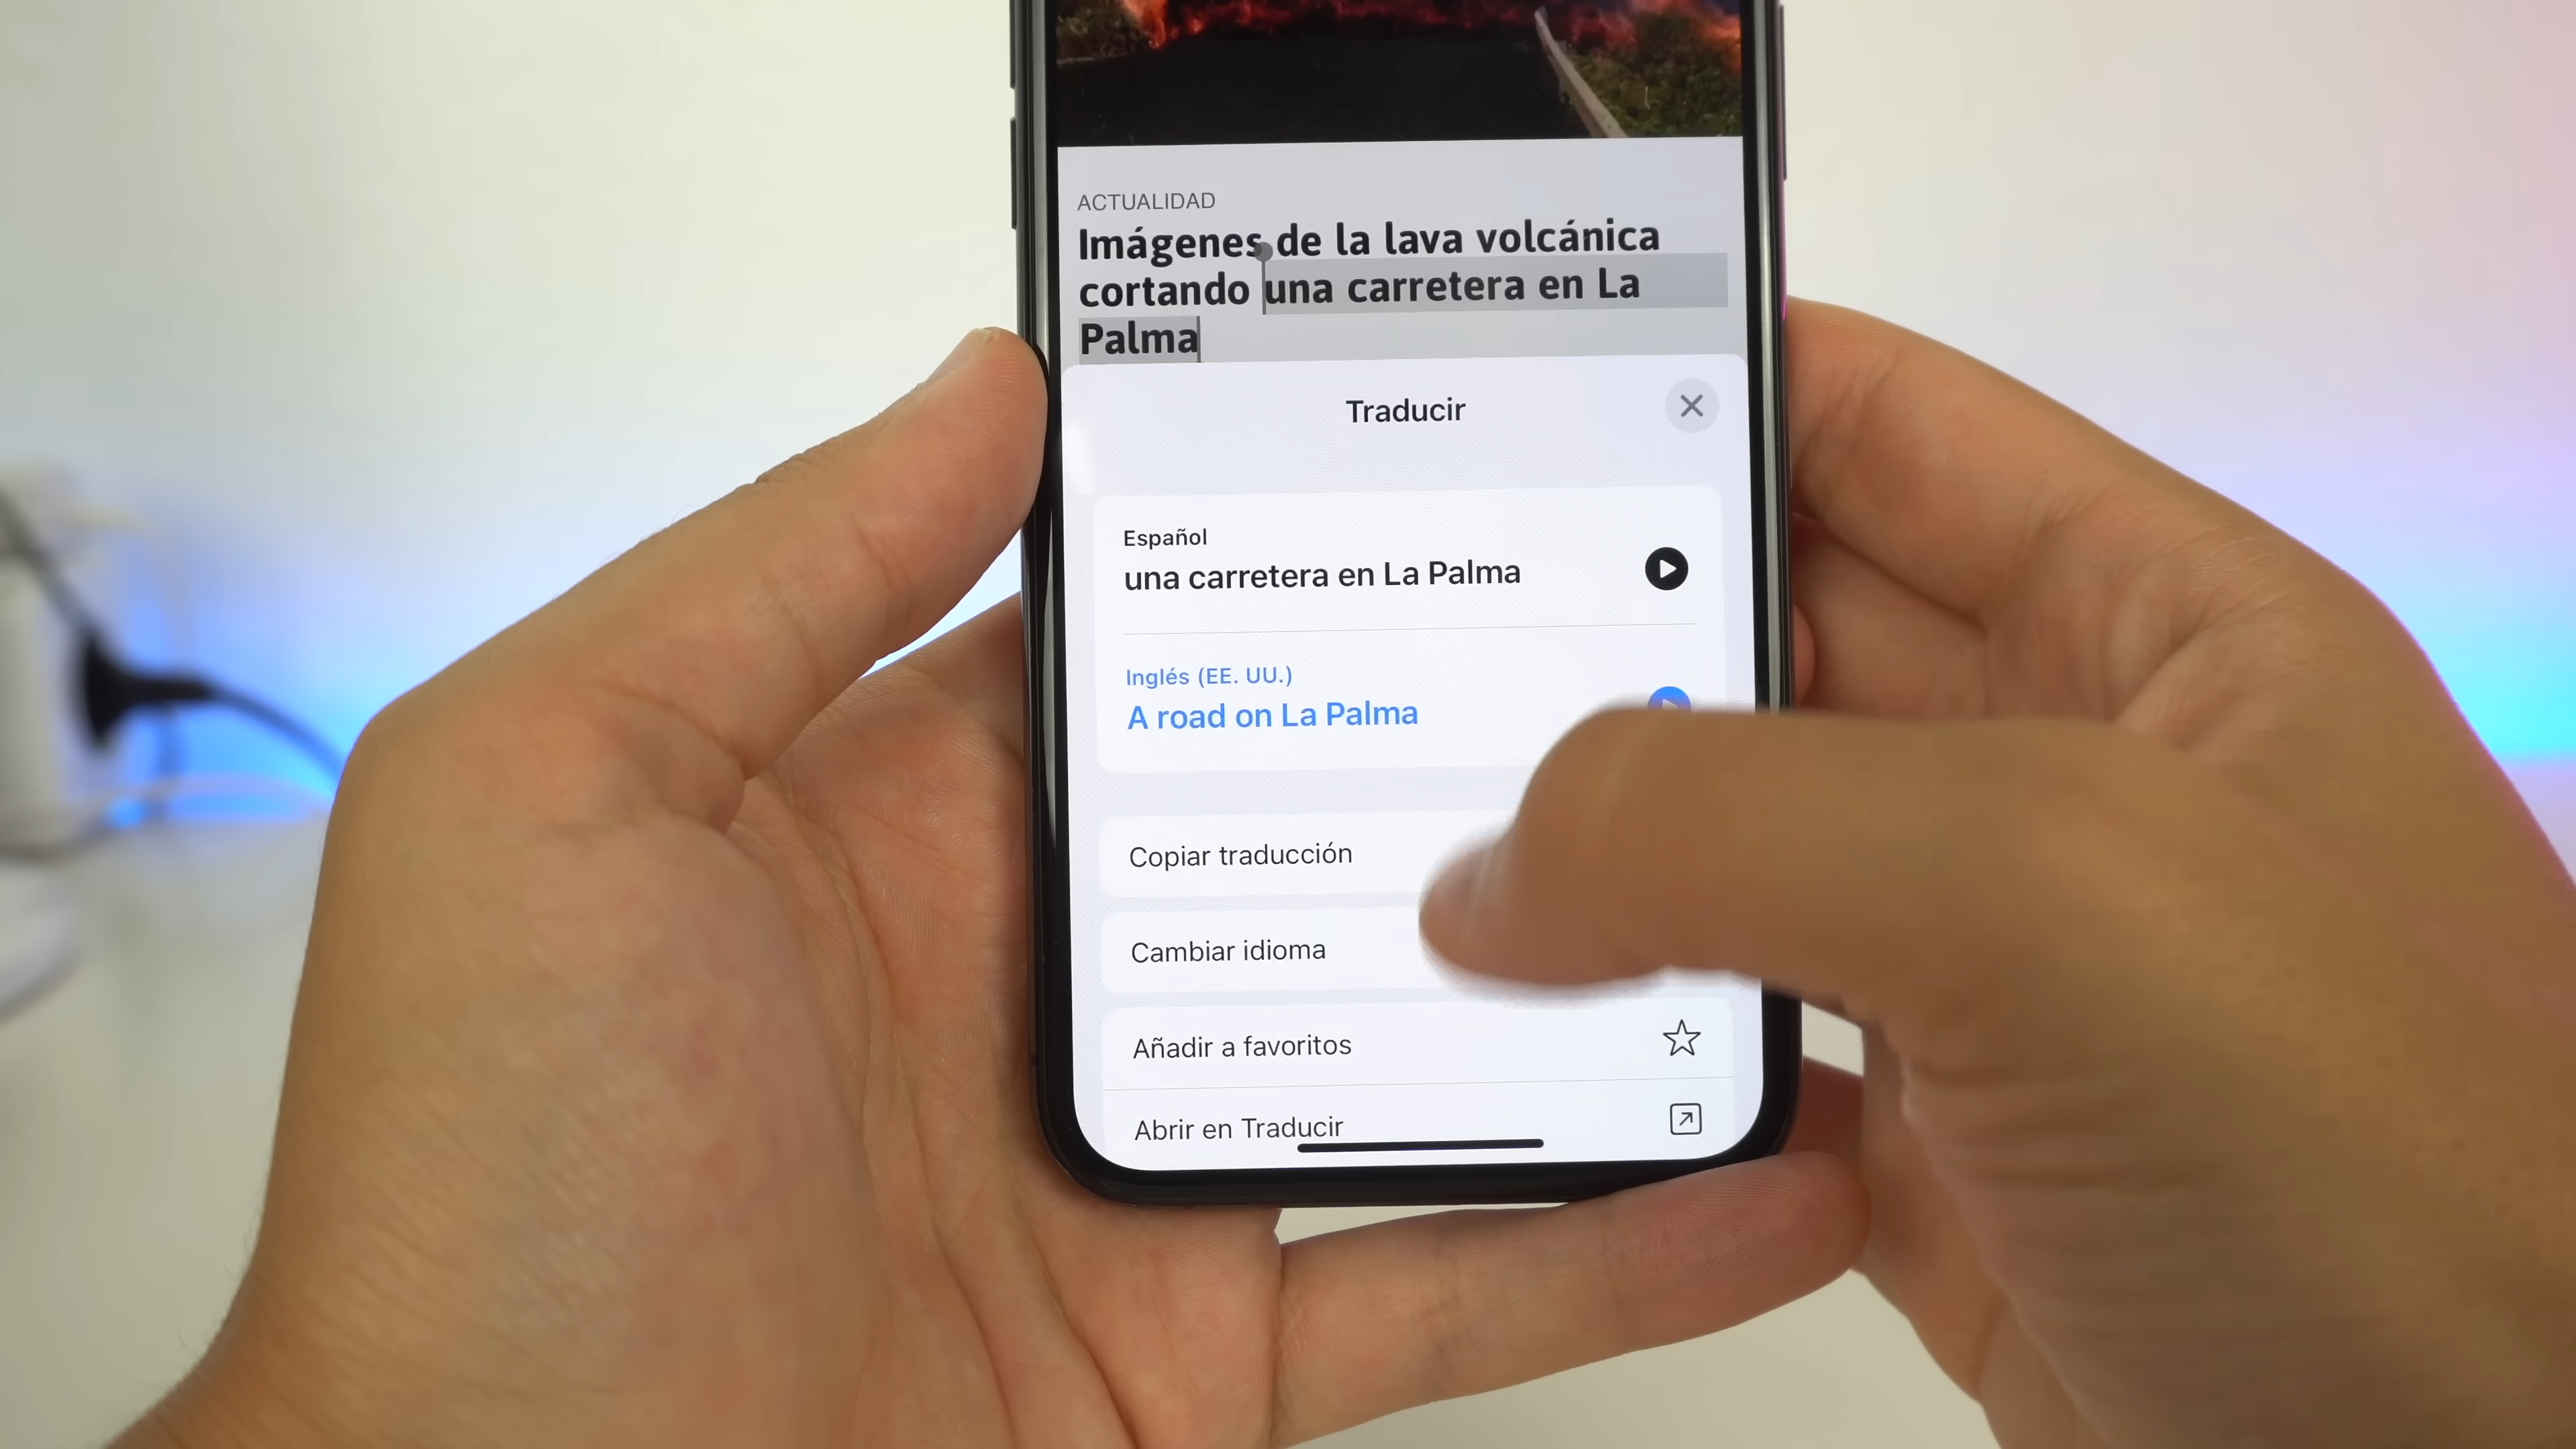 ACTUALIDAD
Imágenes de la lava volcánica
cortando una carretera en La
Palma
Traducir
Español
una carretera en La Palma
Inglés (EE. UU.)
A road on La Palma
Copiar traducción
Cambiar idioma
Añadir a favoritos
Abrir en Traducir